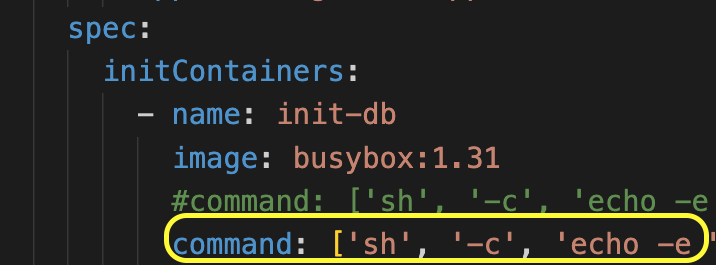 spec:
initContainers:
- name: init-db
image: busybox:1.31
#command: ['sh', '-c', 'echo -e
command: ['sh', '-c', 'echo -e "